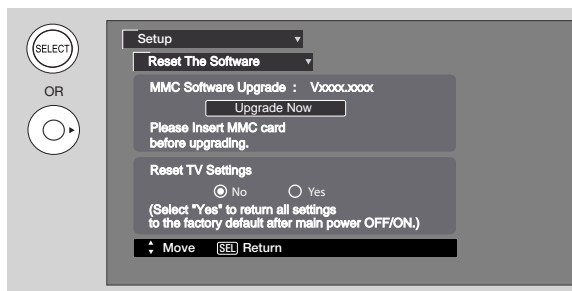 SELECT
OR
Setup
Reset The Software
MMC Software Upgrade : Vxxxx.xxxx
Upgrade Now
Please Insert MMC card
before upgrading.
Reset TV Settings
No Yes
(Select "Yes" to return all settings
to the factory default after main power OFF/ON.)
Move SEL Return